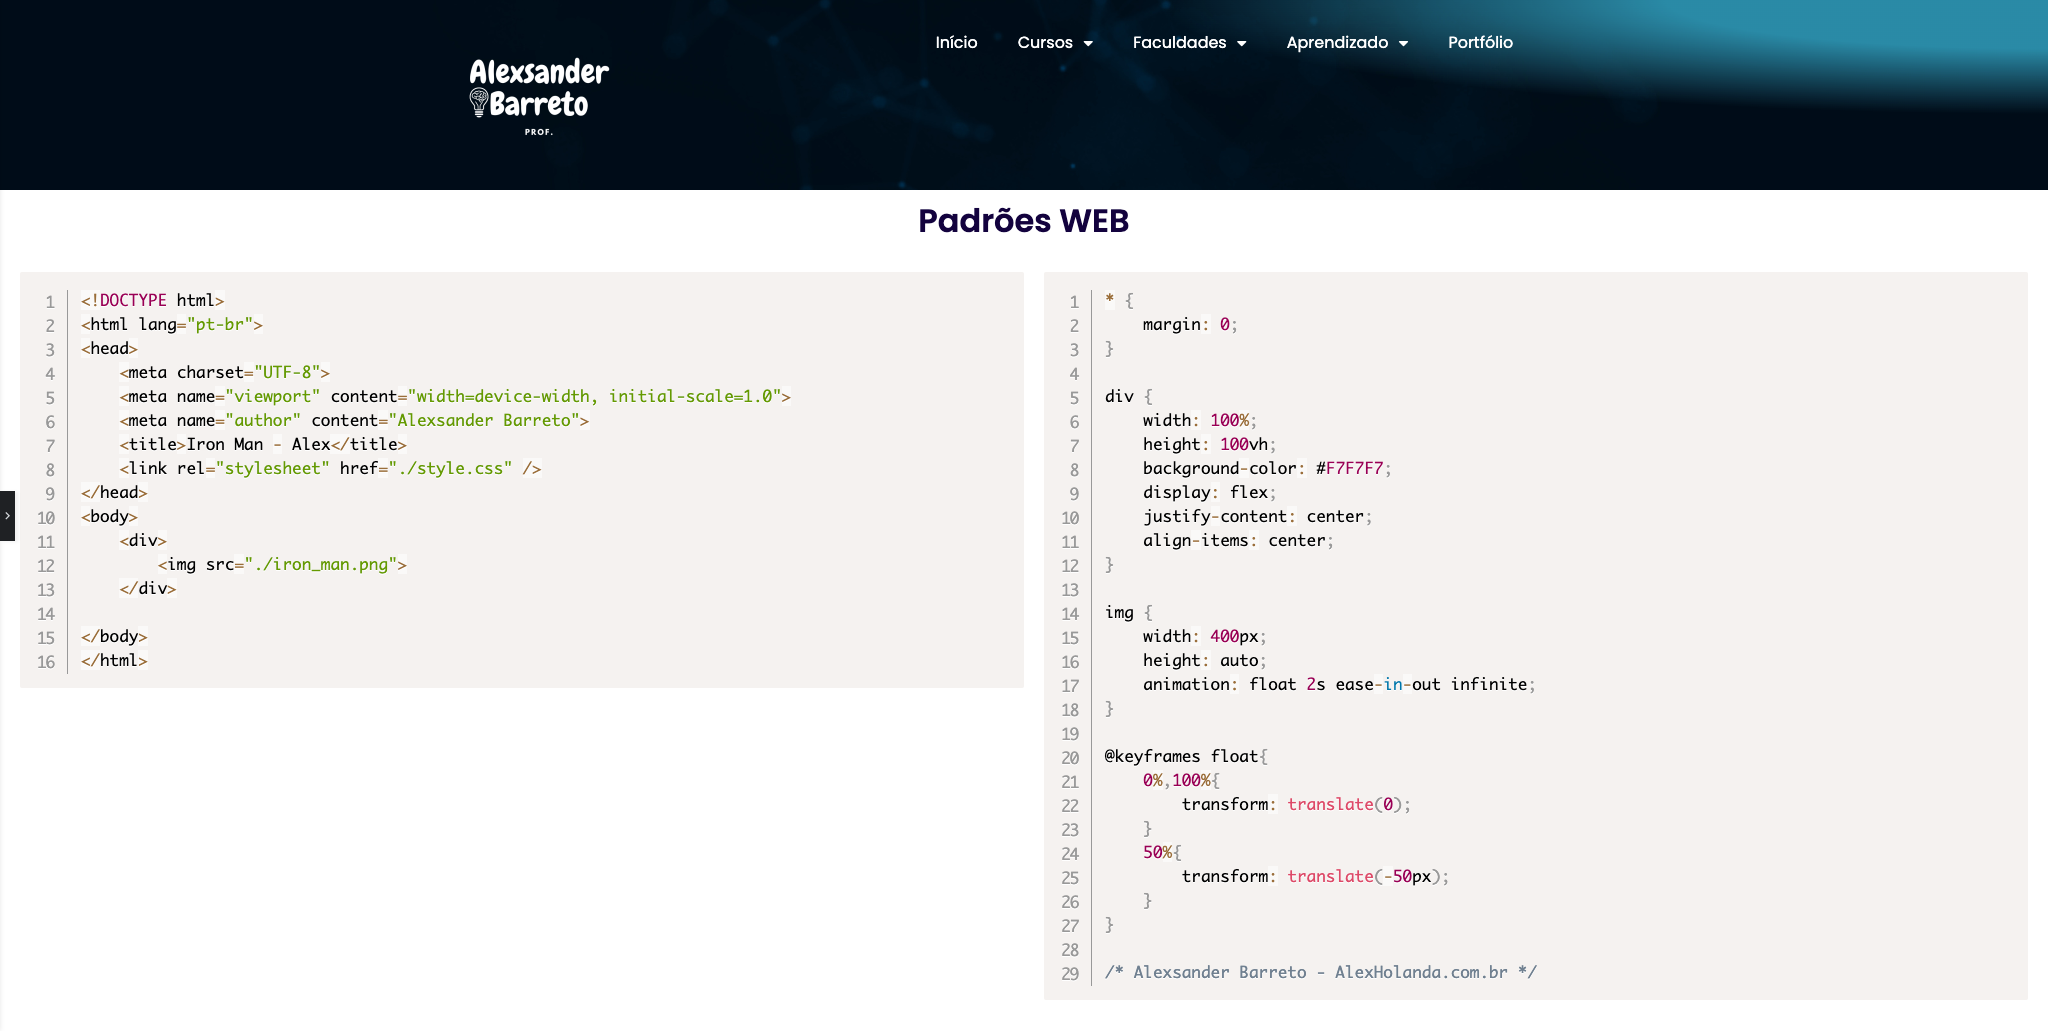 Início Cursos Faculdades Aprendizado Portfólio
Alexsander
Barreto
PROF.
Padrões WEB
1 <!DOCTYPE html>
2 <html lang="pt-br">
3 <head>
4     <meta charset="UTF-8">
5     <meta name="viewport" content="width=device-width, initial-scale=1.0">
6     <meta name="author" content="Alexsander Barreto">
7     <title>Iron Man - Alex</title>
8     <link rel="stylesheet" href="./style.css" />
9 </head>
10 <body>
11     <div>
12         <img src="./iron_man.png">
13     </div>
14
15 </body>
16 </html>
1 * {
2     margin: 0;
3 }
4
5 div {
6     width: 100%;
7     height: 100vh;
8     background-color: #F7F7F7;
9     display: flex;
10     justify-content: center;
11     align-items: center;
12 }
13
14 img {
15     width: 400px;
16     height: auto;
17     animation: float 2s ease-in-out infinite;
18 }
19
20 @keyframes float{
21     0%,100%{
22         transform: translate(0);
23     }
24     50%{
25         transform: translate(-50px);
26     }
27 }
28
29 /* Alexsander Barreto - AlexHolanda.com.br */